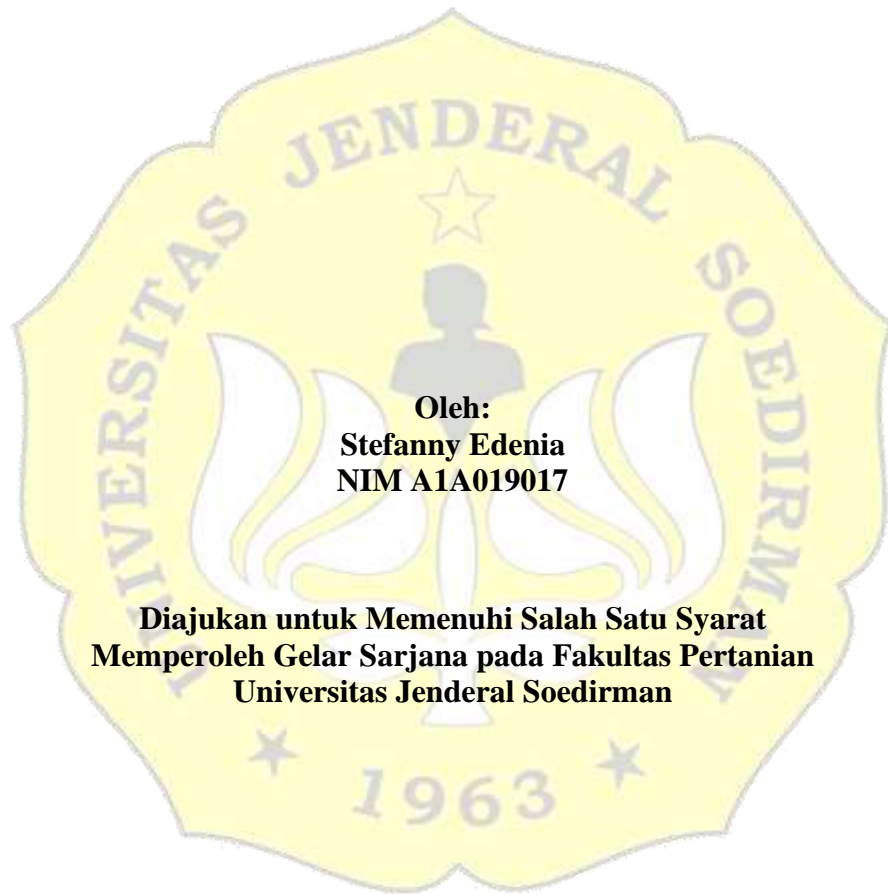 UNIVERSITAS JENDERAL SOEDIRMAN
Oleh:
Stefanny Edenia
NIM A1A019017
Diajukan untuk Memenuhi Salah Satu Syarat
Memperoleh Gelar Sarjana pada Fakultas Pertanian
Universitas Jenderal Soedirman
1963